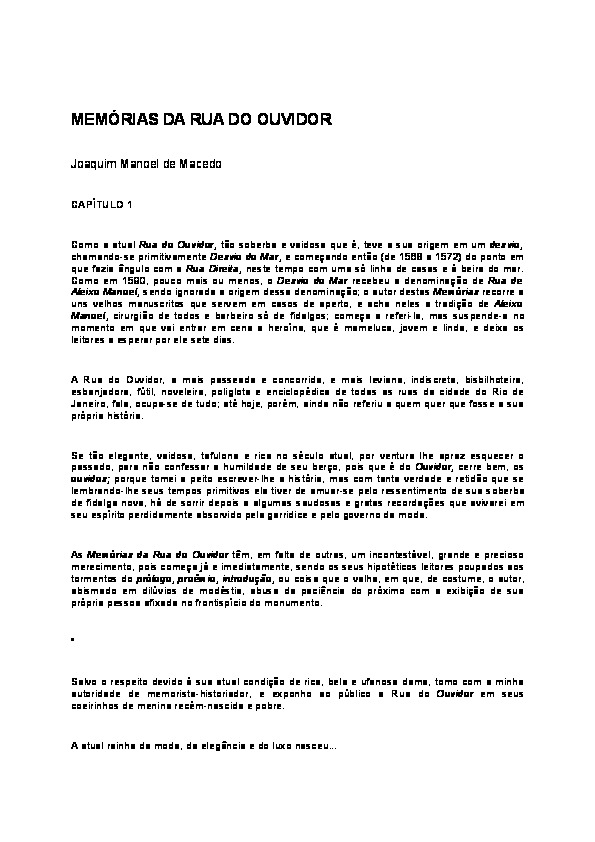 MEMÓRIAS DA RUA DO OUVIDOR
Joaquim Manoel de Macedo
CAPÍTULO 1
Como a atual Rua do Ouvidor, tão soberba e vaidosa que é, teve a sua origem em um desvio,
chamando-se primitivamente Desvio do Mar, e começando então (de 1568 a 1572) do ponto em
que fazia ângulo com a Rua Direita, neste tempo com uma só linha de casas e à beira do mar.
Como em 1590, pouco mais ou menos, o Desvio do Mar recebeu a denominação de Rua de
Aleixo Manoel, sendo ignorada a origem dessa denominação; o autor destas Memórias recorre a
uns velhos manuscritos que servem em casos de aperto, e acha neles a tradição de Aleixo
Manoel, cirurgião de todos e barbeiro só de fidalgos; começa a referi-la, mas suspende-a no
momento em que vai entrar em cena a heroína, que é mameluca, jovem e linda, e deixa os
leitores a esperar por ele sete dias.
A Rua do Ouvidor, a mais passeada e concorrida, e mais leviana, indiscreta, bisbilhoteira,
esbanjadora, fútil, noveleira, poliglota e enciclopédica de todas as ruas da cidade do Rio de
Janeiro, fala, ocupa-se de tudo; até hoje, porém, ainda não referiu a quem quer que fosse a sua
própria história.
Se tão elegante, vaidosa, tafulona e rica no século atual, por ventura lhe apraz esquecer o
passado, para não confessar a humildade de seu berço, pois que é do Ouvidor, cerre bem, os
ouvidos; porque tomei a peito escrever-lhe a história, mas com tanta verdade e retidão que se
lembrando-lhe seus tempos primitivos ela tiver de amuar-se pelo ressentimento de sua soberba
de fidalga nova, há de sorrir depois a algumas saudosas e gratas recordações que avivarei em
seu espírito perdidamente absorvido pela garridice e pelo governo da moda.
As Memórias da Rua do Ouvidor têm, em falta de outras, um incontestável, grande e precioso
merecimento, pois começa já e imediatamente, sendo os seus hipotéticos leitores poupados aos
tormentos do prólogo, proêmio, introdução, ou coisa que o valha, em que, de costume, o autor,
abismado em dilúvios de modéstia, abusa da paciência do próximo com a exibição de sua
própria pessoa afixada no frontispício do monumento.
*
Salvo o respeito devido à sua atual condição de rica, bela e ufanosa dama, tomo com a minha
autoridade de memorista-historiador, e exponho ao público a Rua do Ouvidor em seus
coeirinhos de menina recém-nascida e pobre.
A atual rainha da moda, da elegância e do luxo nasceu...